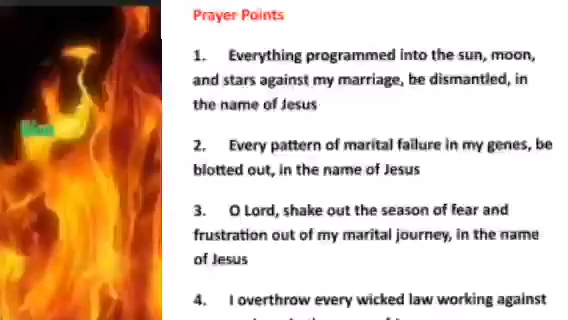 Prayer Points
1. Everything programmed into the sun, moon,
and stars against my marriage, be dismantled, in
the name of Jesus
2. Every pattern of marital failure in my genes, be
blotted out, in the name of Jesus
3. O Lord, shake out the season of fear and
frustration out of my marital journey, in the name
of Jesus
4. I overthrow every wicked law working against